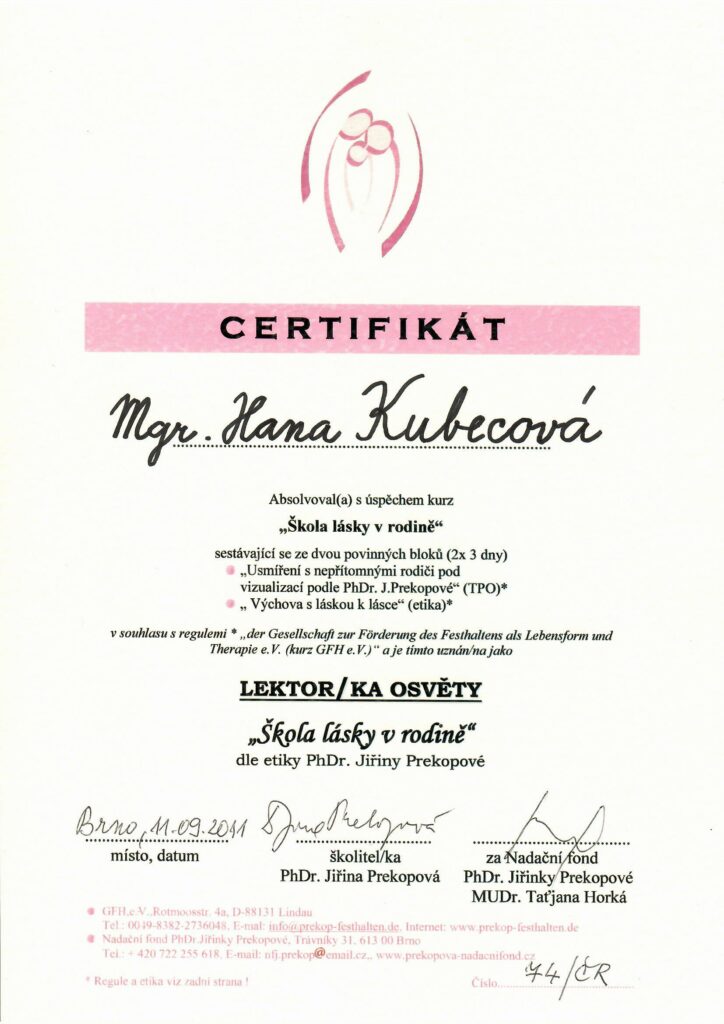 CERTIFIKÁT
Mgr. Hana Kubecová
Absolvoval(a) s úspěchem kurz
„Škola lásky v rodině“
sestávající se ze dvou povinných bloků (2x 3 dny)
„Usmíření s nepřítomnými rodiči pod
vizualizací podle PhDr. J.Prekopové“ (TPO)*
„ Výchova s láskou k lásce“ (etika)*
v souhlasu s regulemi * „der Gesellschaft zur Förderung des Festhaltens als Lebensform und
Therapie e.V. (kurz GFH e.V.)“ a je tímto uznán/na jako
LEKTOR/KA OSVĚTY
„Škola lásky v rodině“
dle etiky PhDr. Jiřiny Prekopové
Brno, 11.09.2011
místo, datum
školitel/ka
PhDr. Jiřina Prekopová
za Nadační fond
PhDr. Jiřinky Prekopové
MUDr. Taťjana Horká
GFH,e.V.,Rotmoosstr. 4a, D-88131 Lindau
Tel.: 0049-8382-2736048, E-mal: info@prekop-festhalten.de, Internet: www.prekop-festhalten.de
Nadační fond PhDr.Jiřinky Prekopové, Trávníky 31, 613 00 Brno
Tel.: + 420 722 255 618, E-mail: nfj.prekop@email.cz., www.prekopova-nadacnifond.cz
* Regule a etika viz zadní strana !
Číslo 74/ČR